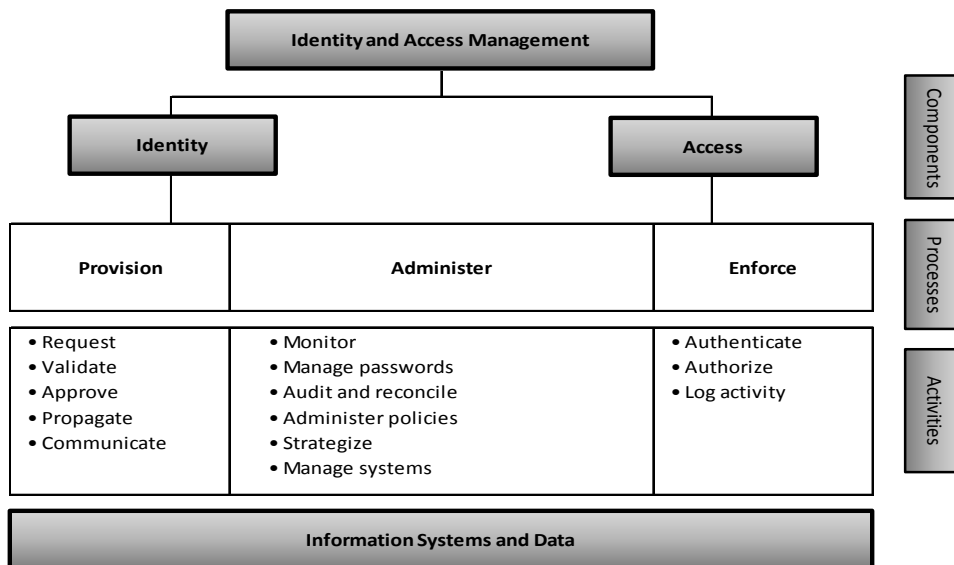 Identity and Access Management
Identity
Access
Components
Provision
Administer
Enforce
Processes
• Request
• Validate
• Approve
• Propagate
• Communicate
• Monitor
• Manage passwords
• Audit and reconcile
• Administer policies
• Strategize
• Manage systems
• Authenticate
• Authorize
• Log activity
Activities
Information Systems and Data